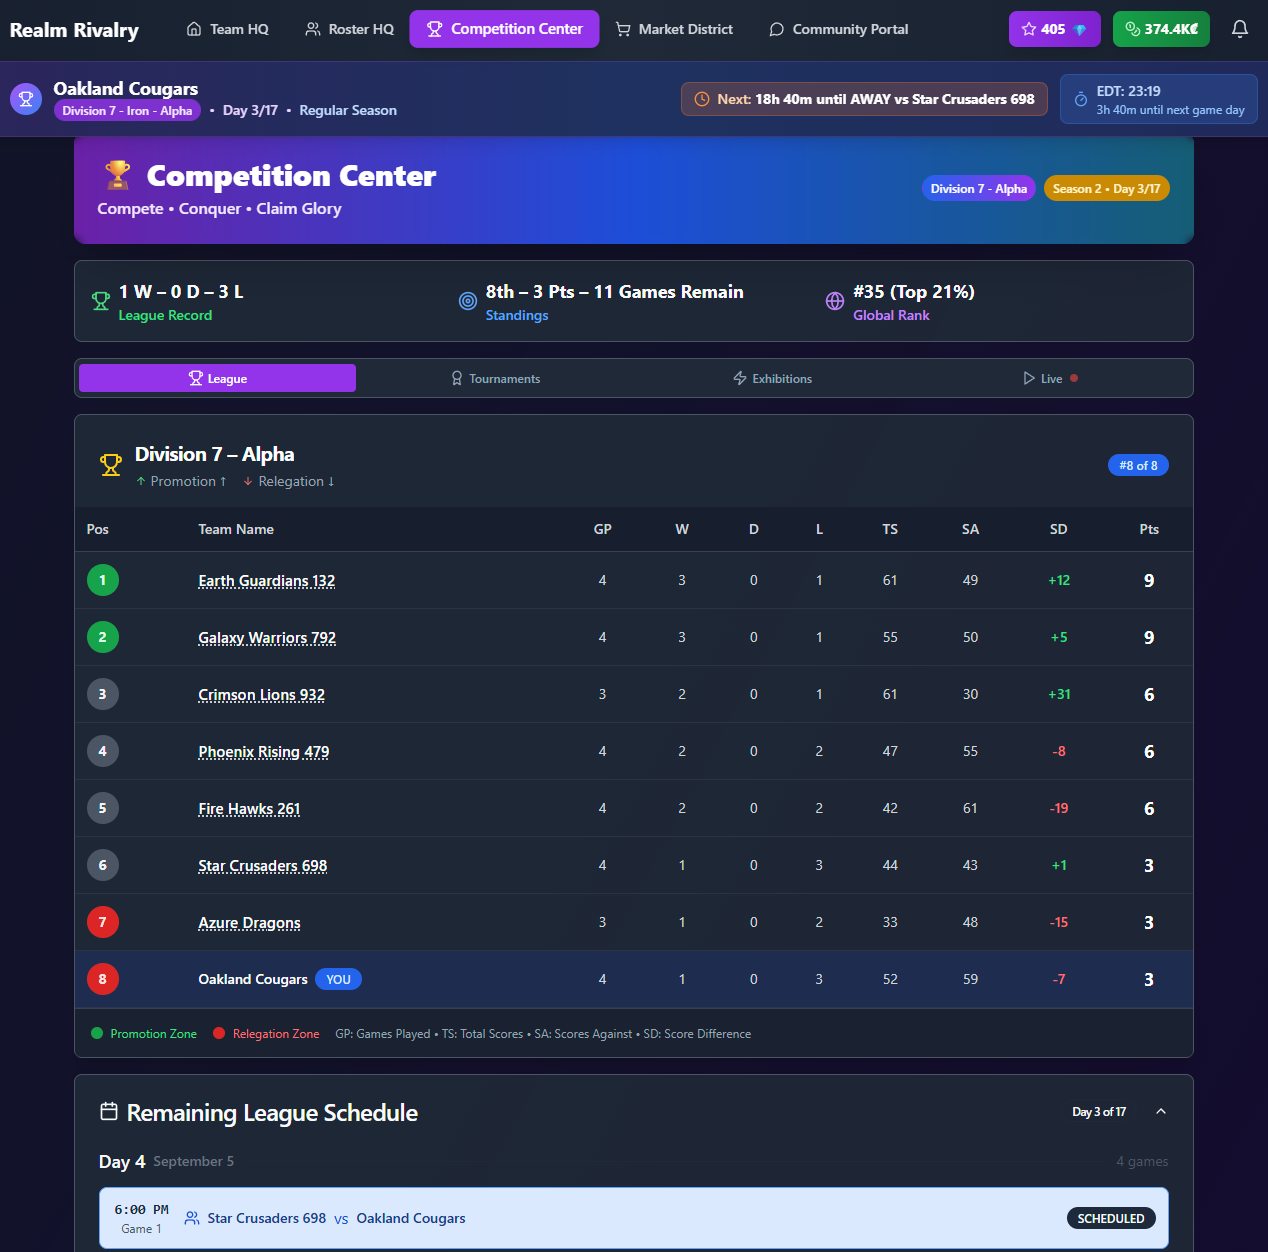 Realm Rivalry
Team HQ
Roster HQ
Competition Center
Market District
Community Portal
405
374.4K₡
Oakland Cougars
Division 7 - Iron - Alpha • Day 3/17 • Regular Season
Next: 18h 40m until AWAY vs Star Crusaders 698
EDT: 23:19
3h 40m until next game day
Competition Center
Compete • Conquer • Claim Glory
Division 7 - Alpha
Season 2 • Day 3/17
1 W – 0 D – 3 L
League Record
8th – 3 Pts – 11 Games Remain
Standings
#35 (Top 21%)
Global Rank
League
Tournaments
Exhibitions
Live
Division 7 – Alpha
↑ Promotion ↑ ↓ Relegation ↓
#8 of 8
Pos Team Name GP W D L TS SA SD Pts
1 Earth Guardians 132 4 3 0 1 61 49 +12 9
2 Galaxy Warriors 792 4 3 0 1 55 50 +5 9
3 Crimson Lions 932 3 2 0 1 61 30 +31 6
4 Phoenix Rising 479 4 2 0 2 47 55 -8 6
5 Fire Hawks 261 4 2 0 2 42 61 -19 6
6 Star Crusaders 698 4 1 0 3 44 43 +1 3
7 Azure Dragons 3 1 0 2 33 48 -15 3
8 Oakland Cougars YOU 4 1 0 3 52 59 -7 3
Promotion Zone Relegation Zone GP: Games Played • TS: Total Scores • SA: Scores Against • SD: Score Difference
Remaining League Schedule
Day 3 of 17
Day 4 September 5
4 games
6:00 PM
Game 1
Star Crusaders 698 vs Oakland Cougars
SCHEDULED